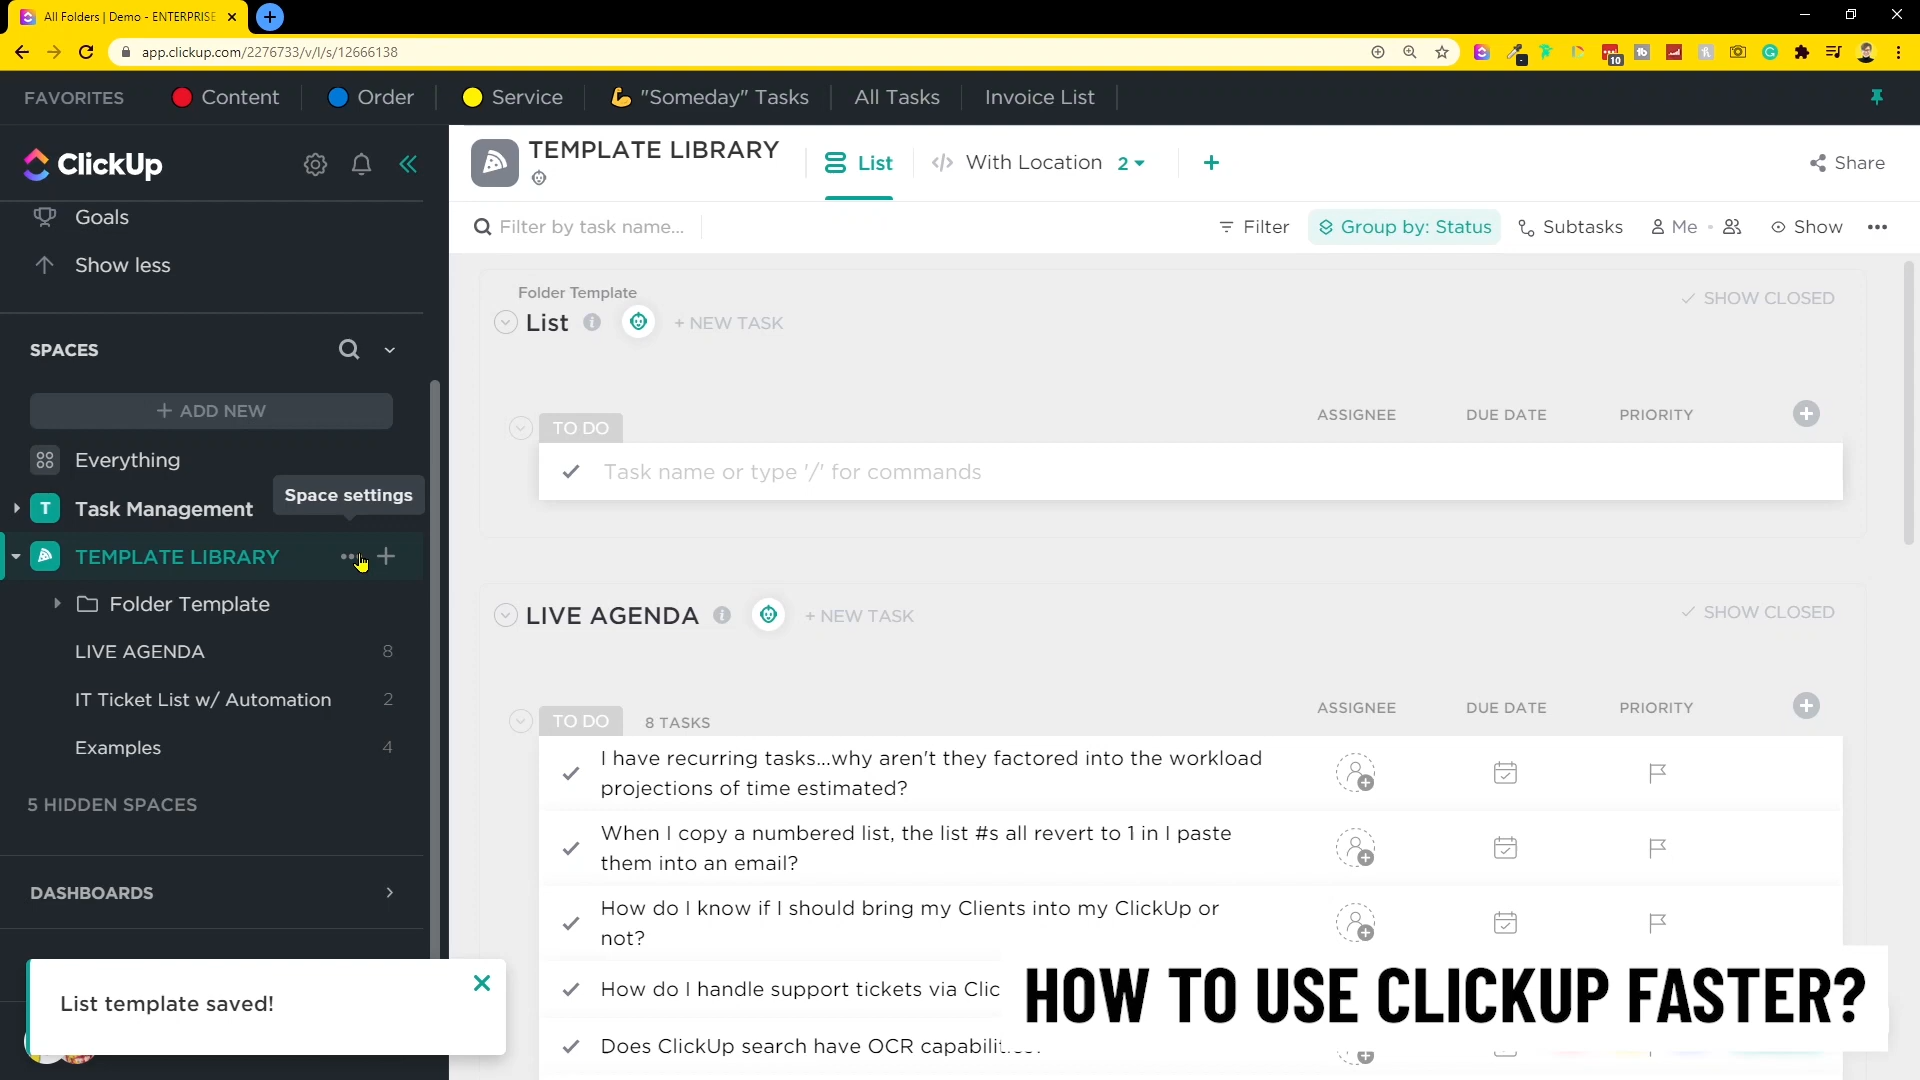 All Folders | Demo - ENTERPRISE
app.clickup.com/2276733/v/l/s/12666138
10
FAVORITES
Content
Order
Service
"Someday" Tasks
All Tasks
Invoice List
ClickUp
Goals
Show less
SPACES
+ ADD NEW
Everything
T
Task Management
Space settings
TEMPLATE LIBRARY
Folder Template
LIVE AGENDA 8
IT Ticket List w/ Automation 2
Examples 4
5 HIDDEN SPACES
DASHBOARDS
List template saved!
TEMPLATE LIBRARY
List
With Location 2
Share
Filter by task name...
Filter
Group by: Status
Subtasks
Me
Show
Folder Template
List
+ NEW TASK
SHOW CLOSED
TO DO
ASSIGNEE
DUE DATE
PRIORITY
Task name or type '/' for commands
LIVE AGENDA
+ NEW TASK
SHOW CLOSED
TO DO
8 TASKS
ASSIGNEE
DUE DATE
PRIORITY
I have recurring tasks...why aren't they factored into the workload
projections of time estimated?
When I copy a numbered list, the list #s all revert to 1 in I paste
them into an email?
How do I know if I should bring my Clients into my ClickUp or
not?
How do I handle support tickets via Clic
Does ClickUp search have OCR
HOW TO USE CLICKUP FASTER?